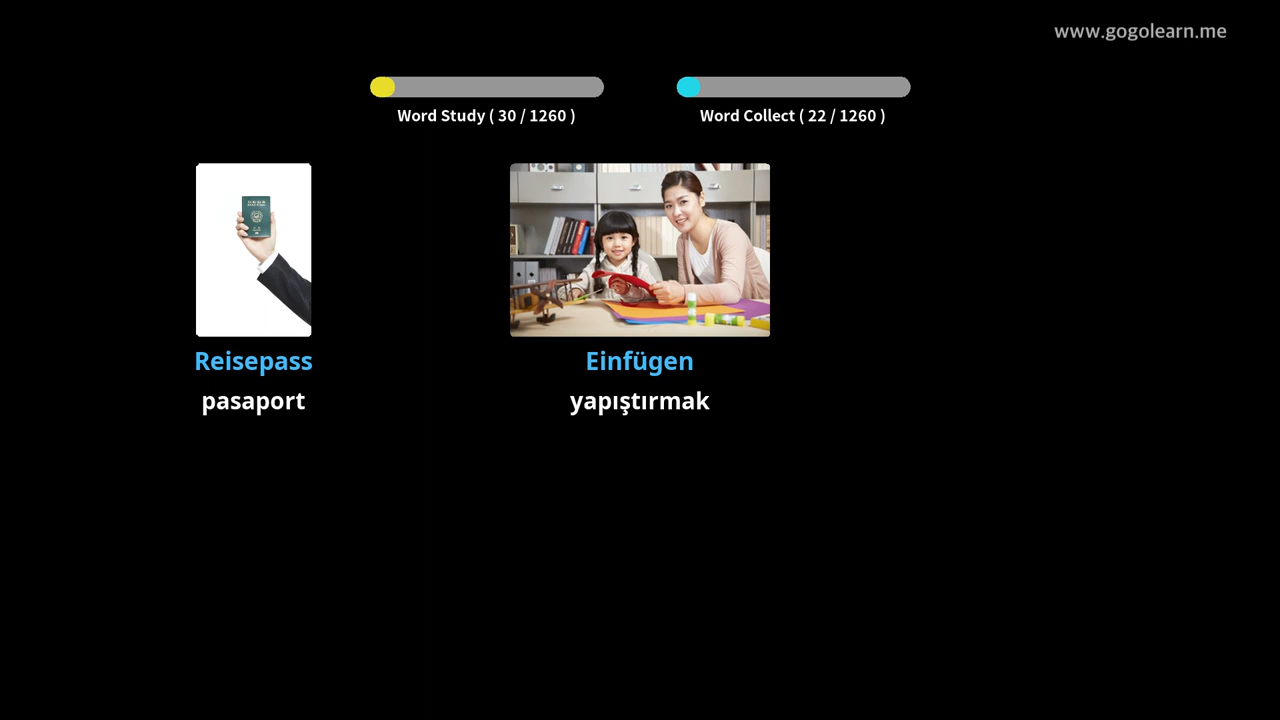 www.gogolearn.me
Word Study ( 30 / 1260 )
Word Collect ( 22 / 1260 )
Reisepass
pasaport
Einfügen
yapıştırmak